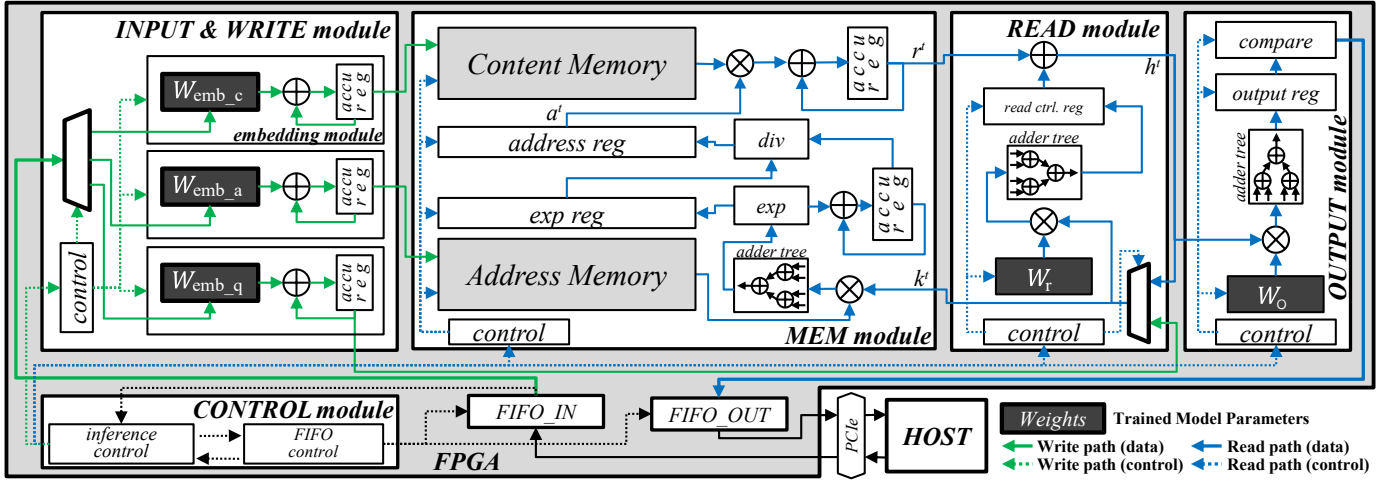 INPUT & WRITE module
W_emb_c
accu
reg
embedding module
W_emb_a
accu
reg
control
W_emb_q
accu
reg
Content Memory
accu
reg
r^t
a^t
address reg
div
exp reg
exp
accu
reg
Address Memory
adder tree
k^t
control
MEM module
READ module
h^t
read ctrl. reg
adder tree
W_r
control
compare
output reg
adder tree
W_o
control
OUTPUT module
CONTROL module
inference
control
FIFO
control
FPGA
FIFO_IN
FIFO_OUT
PCIe
HOST
Weights
Trained Model Parameters
Write path (data)
Read path (data)
Write path (control)
Read path (control)